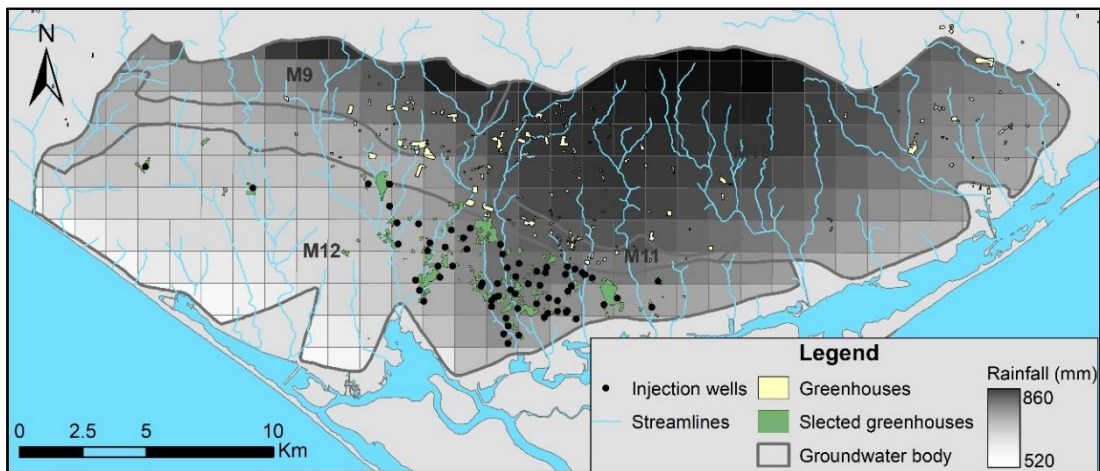 N
M9
M12
M11
0 2.5 5 10
Km
Legend
Injection wells
Streamlines
Greenhouses
Slected greenhouses
Groundwater body
Rainfall (mm)
860
520